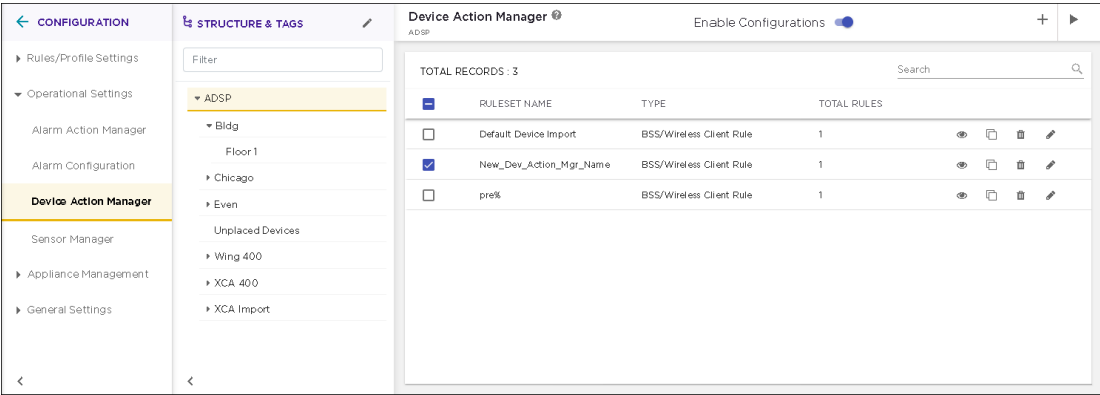 CONFIGURATION
Rules/Profile Settings
Operational Settings
Alarm Action Manager
Alarm Configuration
Device Action Manager
Sensor Manager
Appliance Management
General Settings
STRUCTURE & TAGS
Filter
ADSP
Bldg
Floor 1
Chicago
Even
Unplaced Devices
Wing 400
XCA 400
XCA Import
Device Action Manager ?
ADSP
Enable Configurations
TOTAL RECORDS : 3
Search
RULESET NAME TYPE TOTAL RULES
Default Device Import BSS/Wireless Client Rule 1
New_Dev_Action_Mgr_Name BSS/Wireless Client Rule 1
pre% BSS/Wireless Client Rule 1